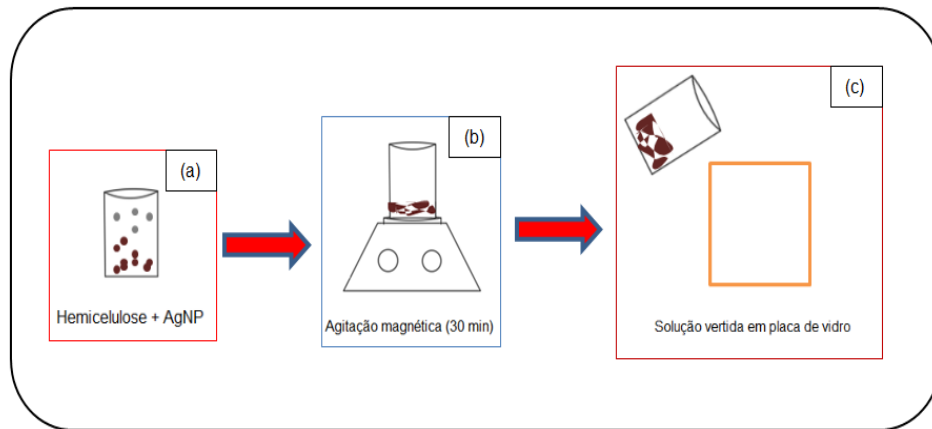 (a)
Hemicelulose + AgNP
(b)
Agitação magnética (30 min)
(c)
Solução vertida em placa de vidro